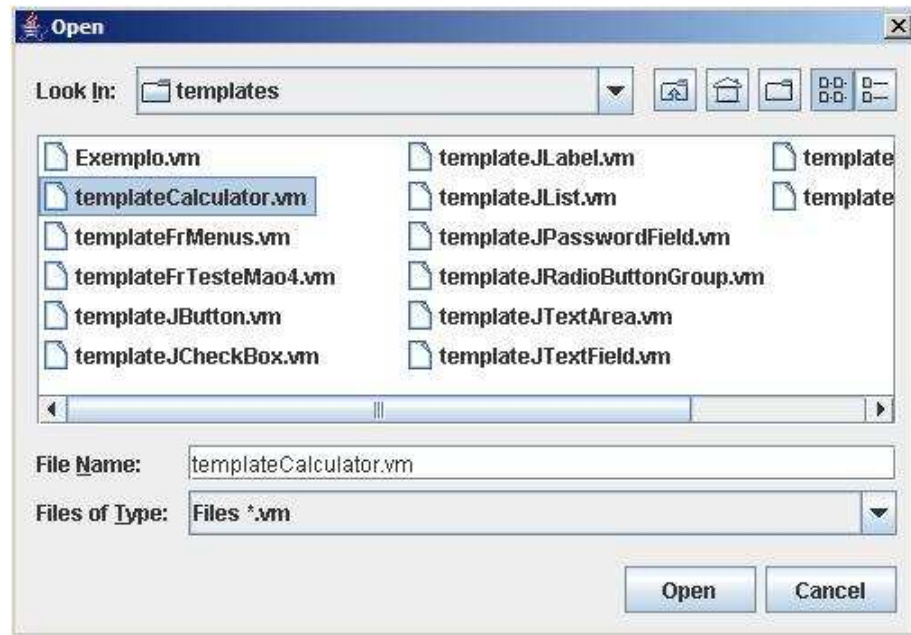 Open
Look In: templates
Exemplo.vm
templateCalculator.vm
templateFrMenus.vm
templateFrTesteMao4.vm
templateJButton.vm
templateJCheckBox.vm
templateJLabel.vm
templateJList.vm
templateJPasswordField.vm
templateJRadioButtonGroup.vm
templateJTextArea.vm
templateJTextField.vm
template
template
File Name: templateCalculator.vm
Files of Type: Files *.vm
Open Cancel